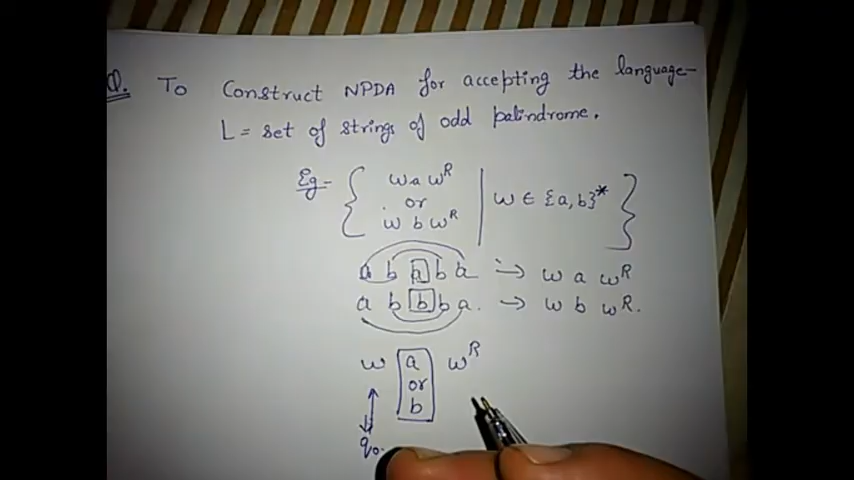 Q. To Construct NPDA for accepting the language-
L = set of strings of odd palindrome.
Eg- { w a w^R
or
w b w^R | w ∈ {a,b}* }
a b a b a → w a w^R
a b b b a. → w b w^R.
w a w^R
or
b
q0.